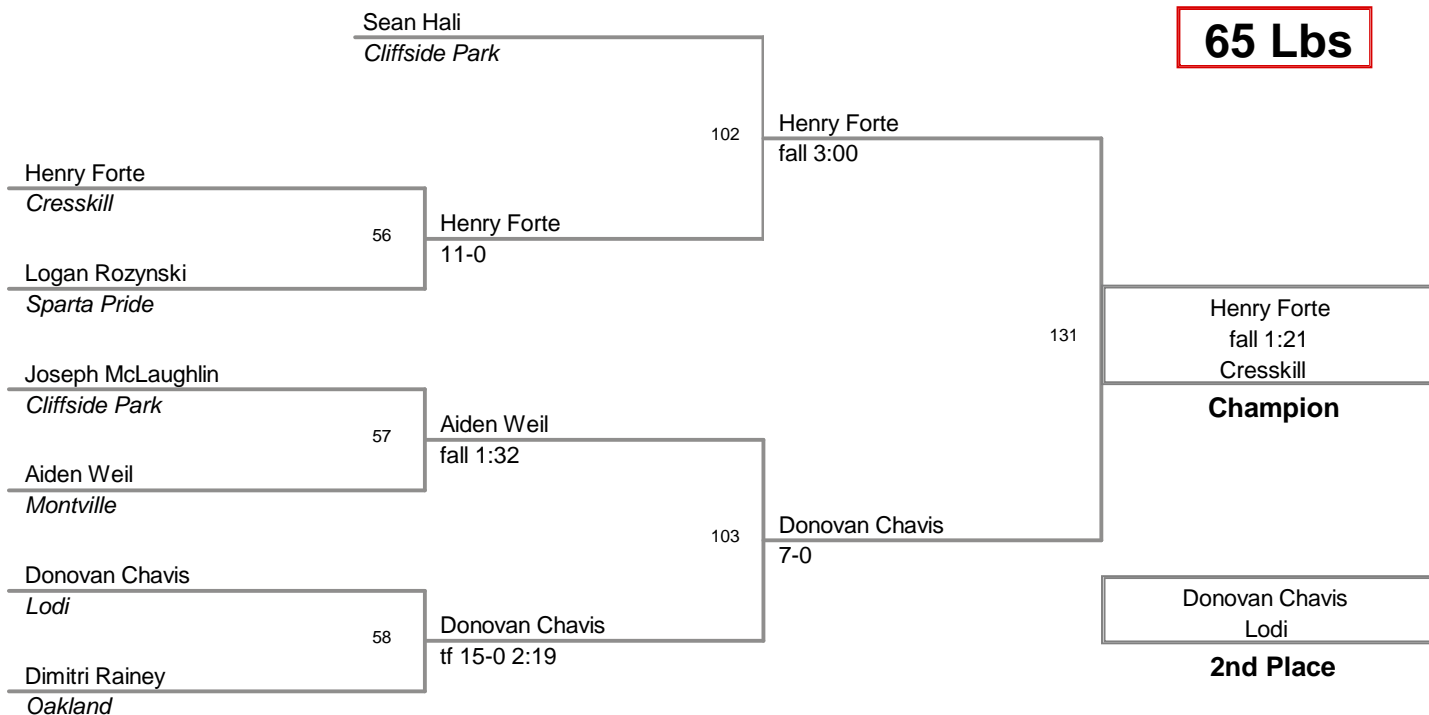 Sean Hali
Cliffside Park
65 Lbs
102
Henry Forte
fall 3:00
Henry Forte
Cresskill
56
Henry Forte
11-0
Logan Rozynski
Sparta Pride
131
Henry Forte
fall 1:21
Cresskill
Champion
Joseph McLaughlin
Cliffside Park
57
Aiden Weil
fall 1:32
Aiden Weil
Montville
103
Donovan Chavis
7-0
Donovan Chavis
Lodi
58
Donovan Chavis
tf 15-0 2:19
Dimitri Rainey
Oakland
Donovan Chavis
Lodi
2nd Place